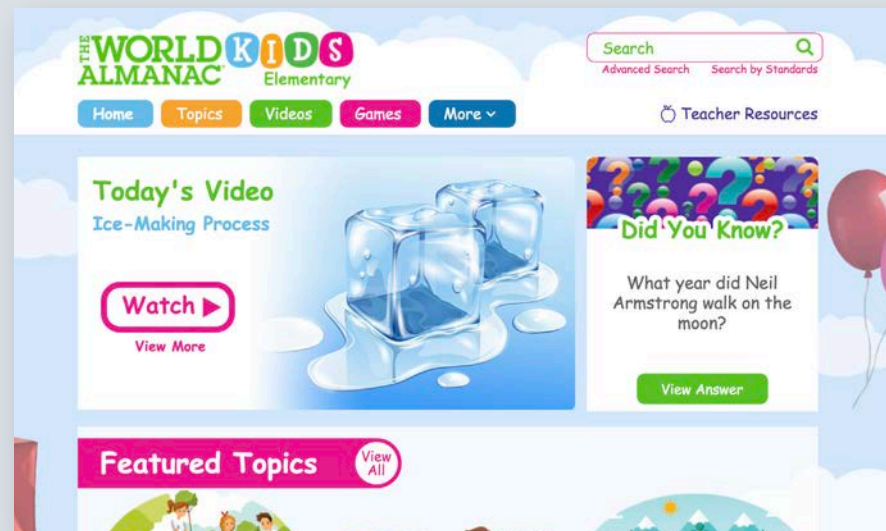 THE WORLD ALMANAC KIDS
Elementary
Search
Advanced Search Search by Standards
Home Topics Videos Games More
Teacher Resources
Today's Video
Ice-Making Process
Watch
View More
Did You Know?
What year did Neil
Armstrong walk on the
moon?
View Answer
Featured Topics
View
All